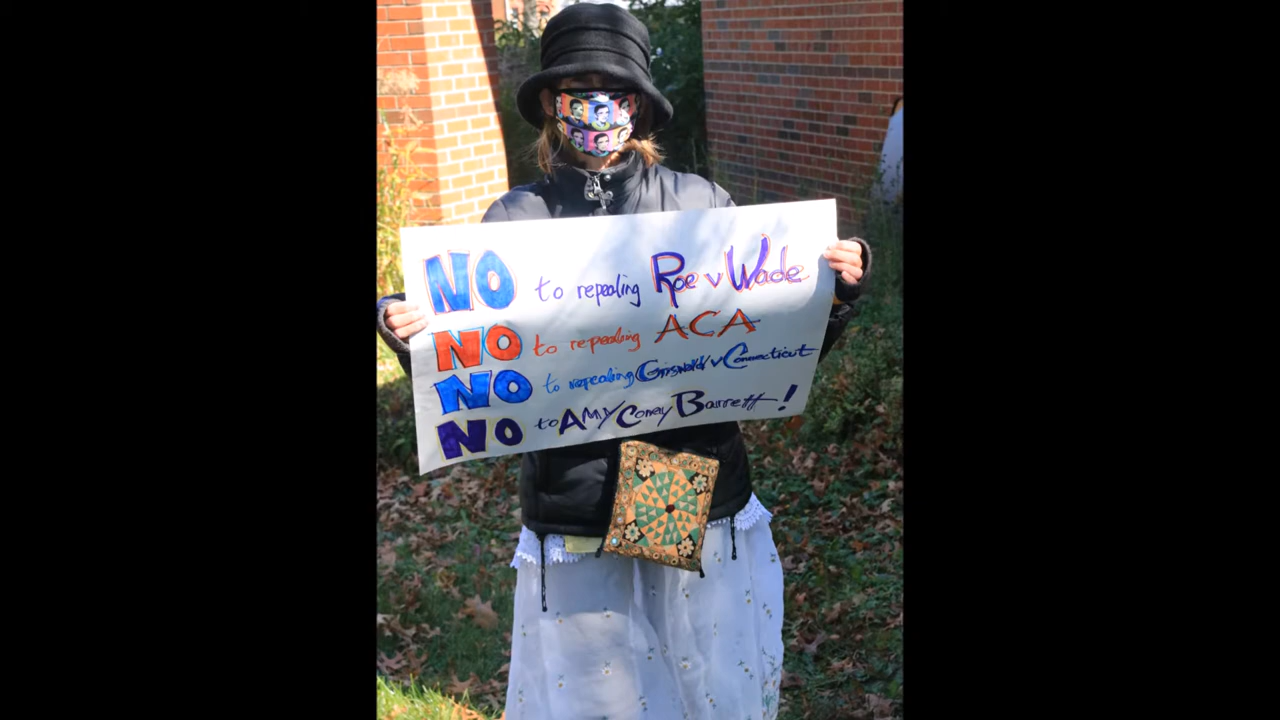 NO to repealing Roe v Wade
NO to repealing ACA
NO to repealing Griswold v Connecticut
NO to AMY Coney Barrett!